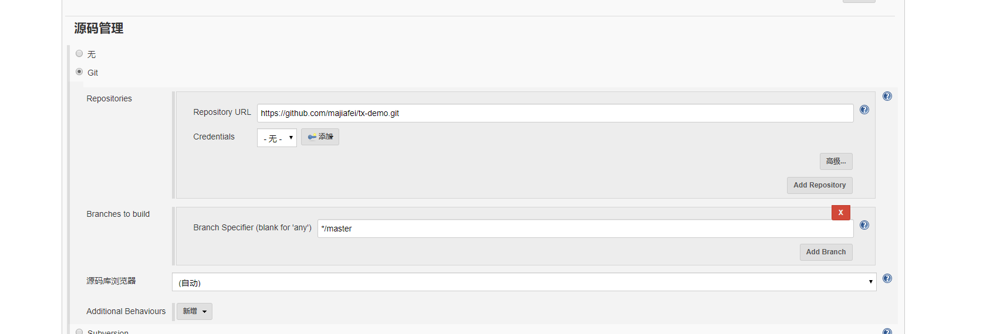 源码管理
无
Git
Repositories
Repository URL https://github.com/majiafei/tx-demo.git
Credentials - 无 - 添加
高级...
Add Repository
Branches to build
X
Branch Specifier (blank for 'any') */master
Add Branch
源码库浏览器 (自动)
Additional Behaviours 新增
Subversion